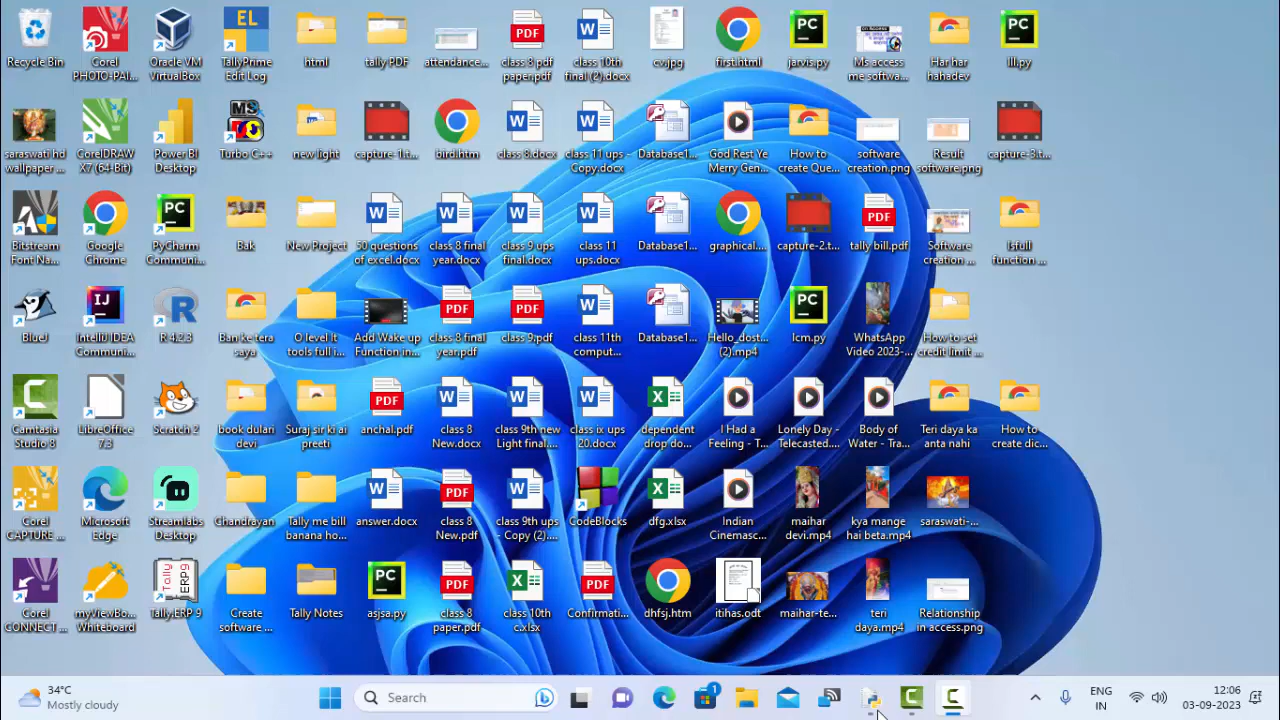 Recycle Bin
Corel
PHOTO-PAI...
Oracle VM
VirtualBox
TallyPrime
Edit Log
html
tally PDF
attendance...
class 8 pdf
paper.pdf
class 10th
final (2).docx
cv.jpg
first.html
jarvis.py
Ms access
me softwa...
Har har
hahadev
lll.py
saraswati hd
wwpaper ...
CorelDRAW
X7 (64-Bit)
Power BI
Desktop
Turbo C++
new light
capture-1.t...
bird.htm
class 8.docx
class 11 ups -
Copy.docx
Database1...
God Rest Ye
Merry Gen...
How to
create Que...
software
creation.png
Result
software.png
capture-3.t...
Bitstream
Font Na...
Google
Chrome
PyCharm
Communi...
Bak
New Project
50 questions
of excel.docx
class 8 final
year.docx
class 9 ups
final.docx
class 11
ups.docx
Database1...
graphical....
capture-2.t...
tally bill.pdf
Software
creation ...
I,sfull
function ...
BlueJ
IntelliJ IDEA
Communi...
R 4.2.3
Ban ke tera
saya
O level It
tools full i...
Add Wake up
Function in...
class 8 final
year.pdf
class 9.pdf
class 11th
comput...
Database1...
Hello_dost...
(2).mp4
lcm.py
WhatsApp
Video 2023-...
How to set
credit limit ...
Camtasia
Studio 8
LibreOffice
7.3
Scratch 2
book dulari
devi
Suraj sir ki ai
preeti
anchal.pdf
class 8
New.docx
class 9th new
Light final....
class ix ups
20.docx
dependent
drop do...
I Had a
Feeling - T...
Lonely Day -
Telecasted....
Body of
Water - Tra...
Teri daya ka
anta nahi
How to
create dic...
Corel
CAPTURE ...
Microsoft
Edge
Streamlabs
Desktop
Chandrayan
Tally me bill
banana ho...
answer.docx
class 8
New.pdf
class 9th ups
- Copy (2)....
CodeBlocks
dfg.xlsx
Indian
Cinemasc...
maihar
devi.mp4
kya mange
hai beta.mp4
saraswati-...
Corel
CONNECT ...
myViewBo...
Whiteboard
Tally.ERP 9
Create
software....
Tally Notes
asjsa.py
class 8
paper.pdf
class 10th
c.xlsx
Confirmati...
dhfsj.htm
itihas.odt
maihar-te...
teri
daya.mp4
Relationship
in access.png
34°C
Mostly cloudy
Search
1
ENG
IN
12:06
03-09-2023